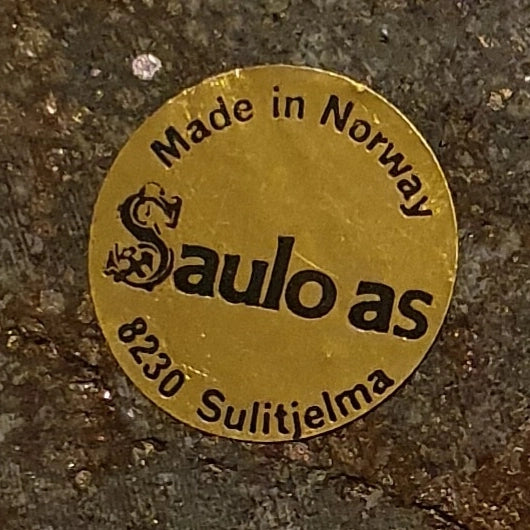 Made in Norway
Saulo as
8230 Sulitjelma